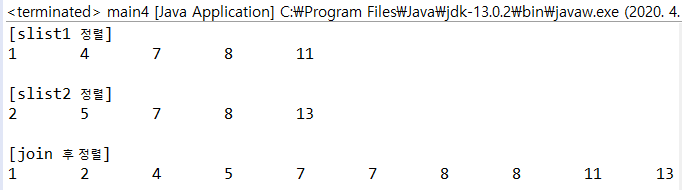 <terminated> main4 [Java Application] C:₩Program Files₩Java₩jdk-13.0.2₩bin₩javaw.exe (2020. 4.
[slist1 정렬]
1 4 7 8 11
[slist2 정렬]
2 5 7 8 13
[join 후 정렬]
1 2 4 5 7 7 8 8 11 13